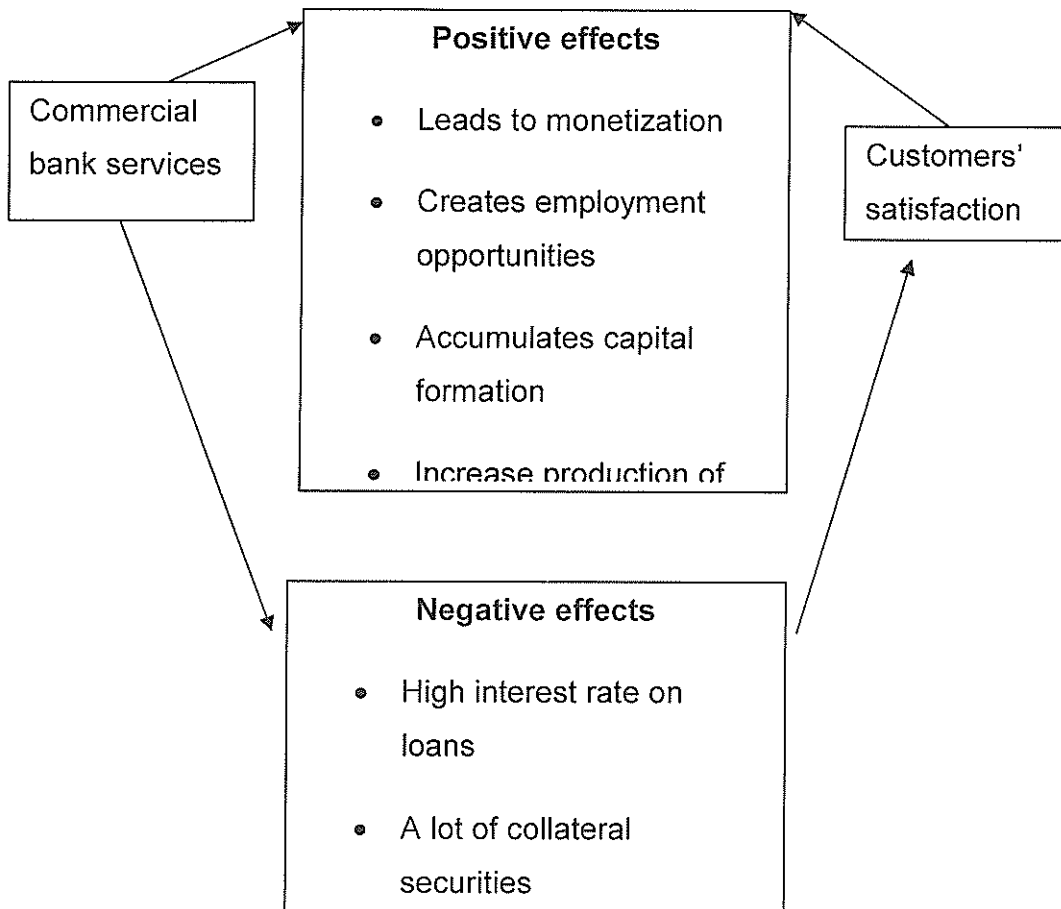 Commercial
bank services
Positive effects
• Leads to monetization
• Creates employment
opportunities
• Accumulates capital
formation
• Increase production of
Customers'
satisfaction
Negative effects
• High interest rate on
loans
• A lot of collateral
securities